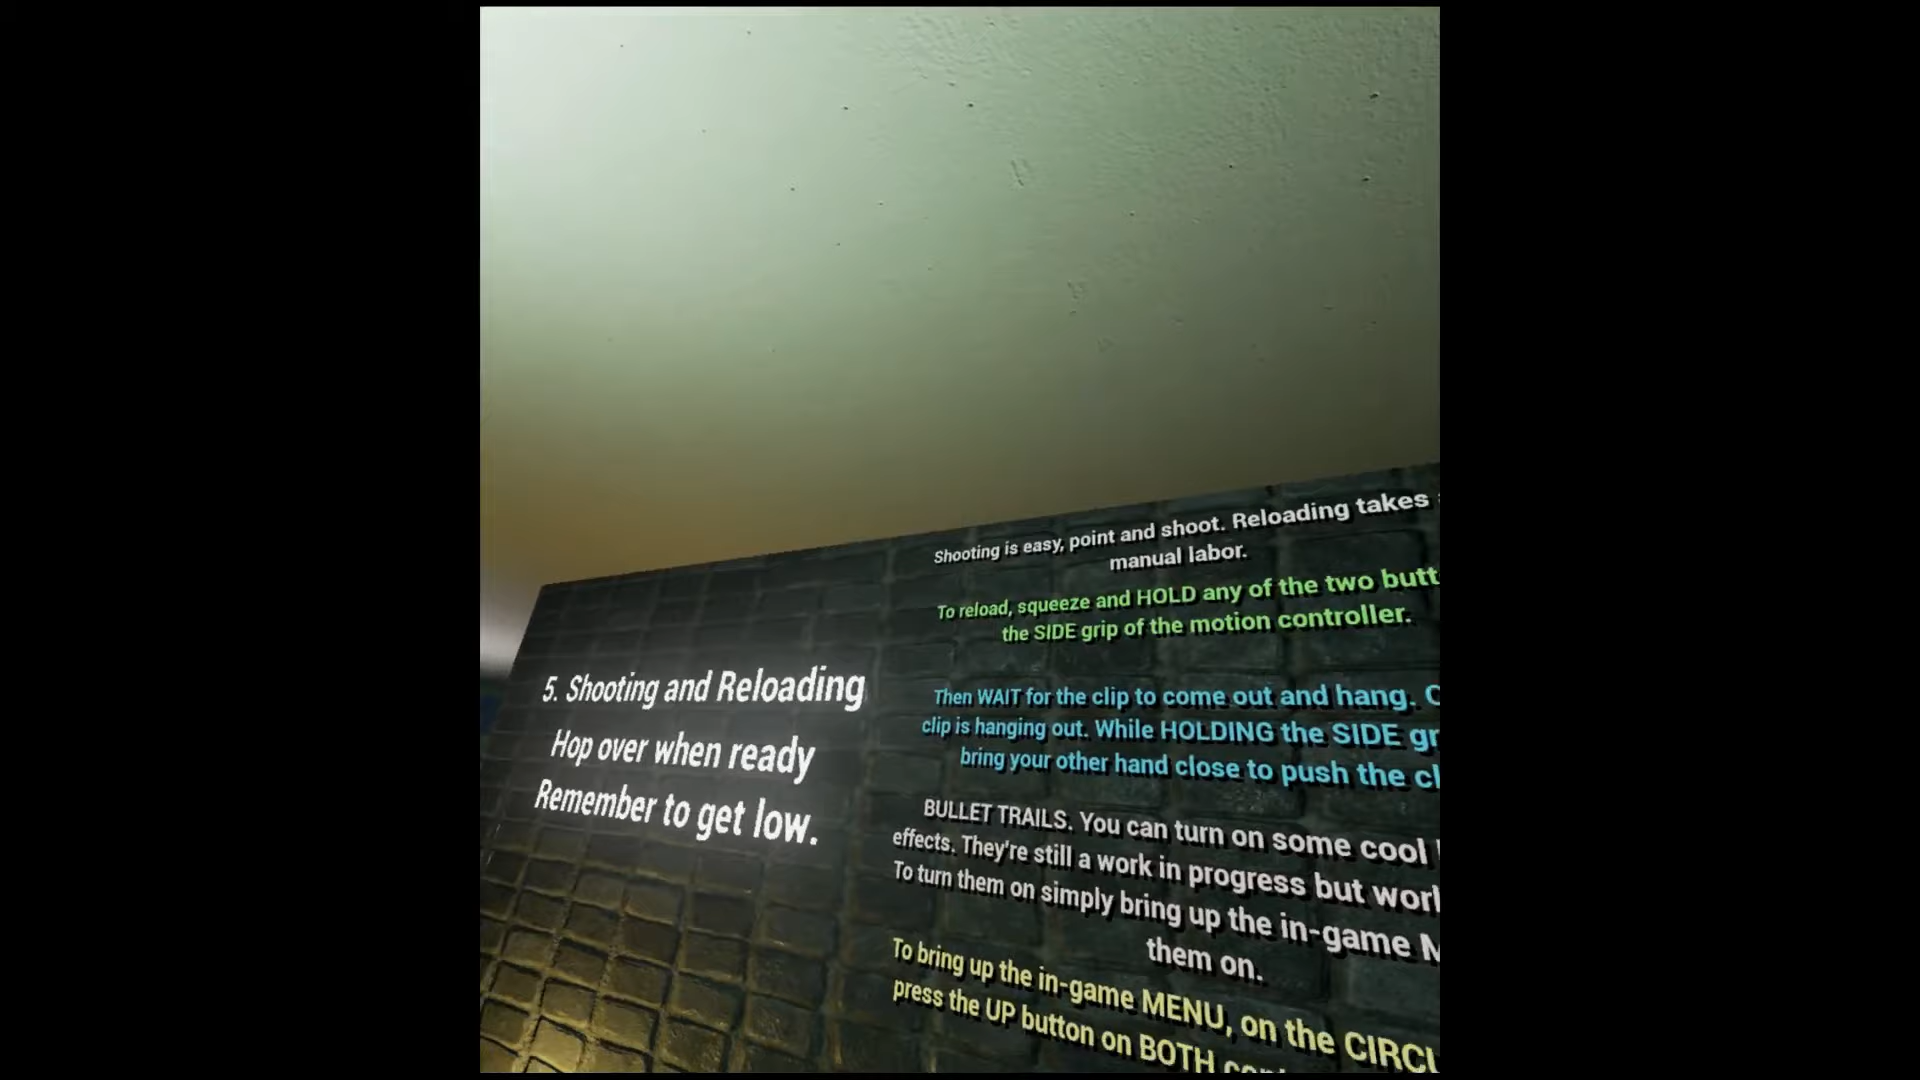 5. Shooting and Reloading
Hop over when ready
Remember to get low.
Shooting is easy, point and shoot. Reloading takes
manual labor.
To reload, squeeze and HOLD any of the two
the SIDE grip of the motion controller.
Then WAIT for the clip to come out and hang.
clip is hanging out. While HOLDING the SIDE
bring your other hand close to push the
BULLET TRAILS. You can turn on some cool
effects. They're still a work in progress but
To turn them on simply bring up the in-game
them on.
To bring up the in-game MENU, on the
press the UP button on BOTH